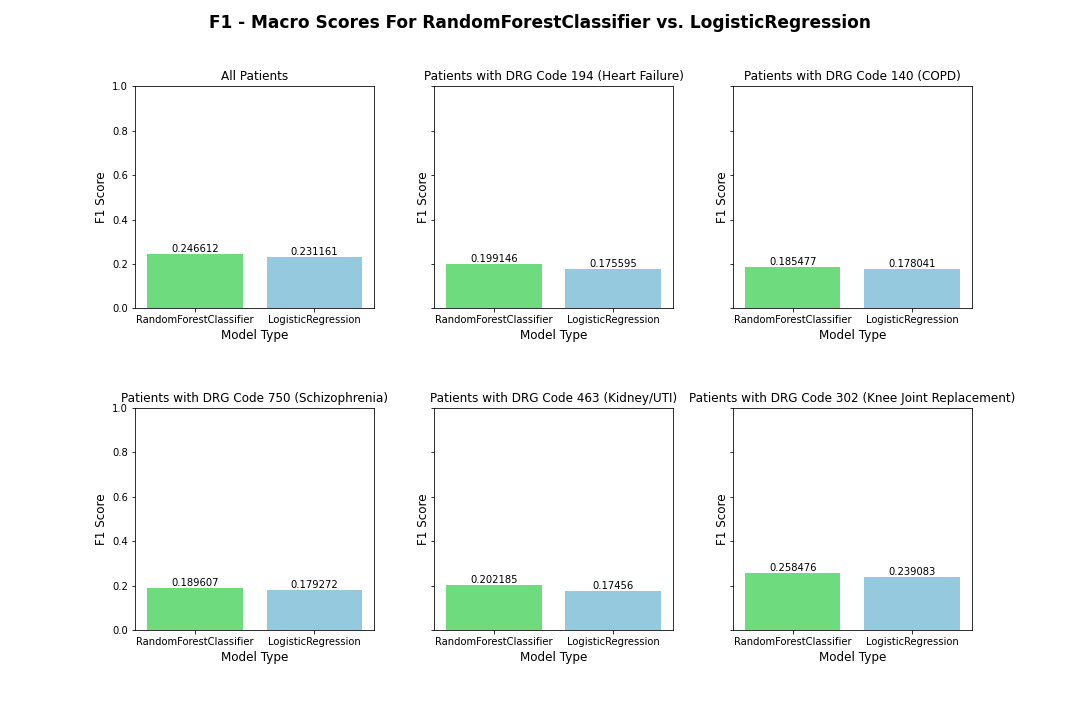 F1 - Macro Scores For RandomForestClassifier vs. LogisticRegression
All Patients
1.0
0.8
0.6
0.4
0.2
0.0
F1 Score
0.246612
0.231161
RandomForestClassifier
LogisticRegression
Model Type
Patients with DRG Code 194 (Heart Failure)
F1 Score
0.199146
0.175595
RandomForestClassifier
LogisticRegression
Model Type
Patients with DRG Code 140 (COPD)
F1 Score
0.185477
0.178041
RandomForestClassifier
LogisticRegression
Model Type
Patients with DRG Code 750 (Schizophrenia)
1.0
0.8
0.6
0.4
0.2
0.0
F1 Score
0.189607
0.179272
RandomForestClassifier
LogisticRegression
Model Type
Patients with DRG Code 463 (Kidney/UTI)
F1 Score
0.202185
0.17456
RandomForestClassifier
LogisticRegression
Model Type
Patients with DRG Code 302 (Knee Joint Replacement)
F1 Score
0.258476
0.239083
RandomForestClassifier
LogisticRegression
Model Type